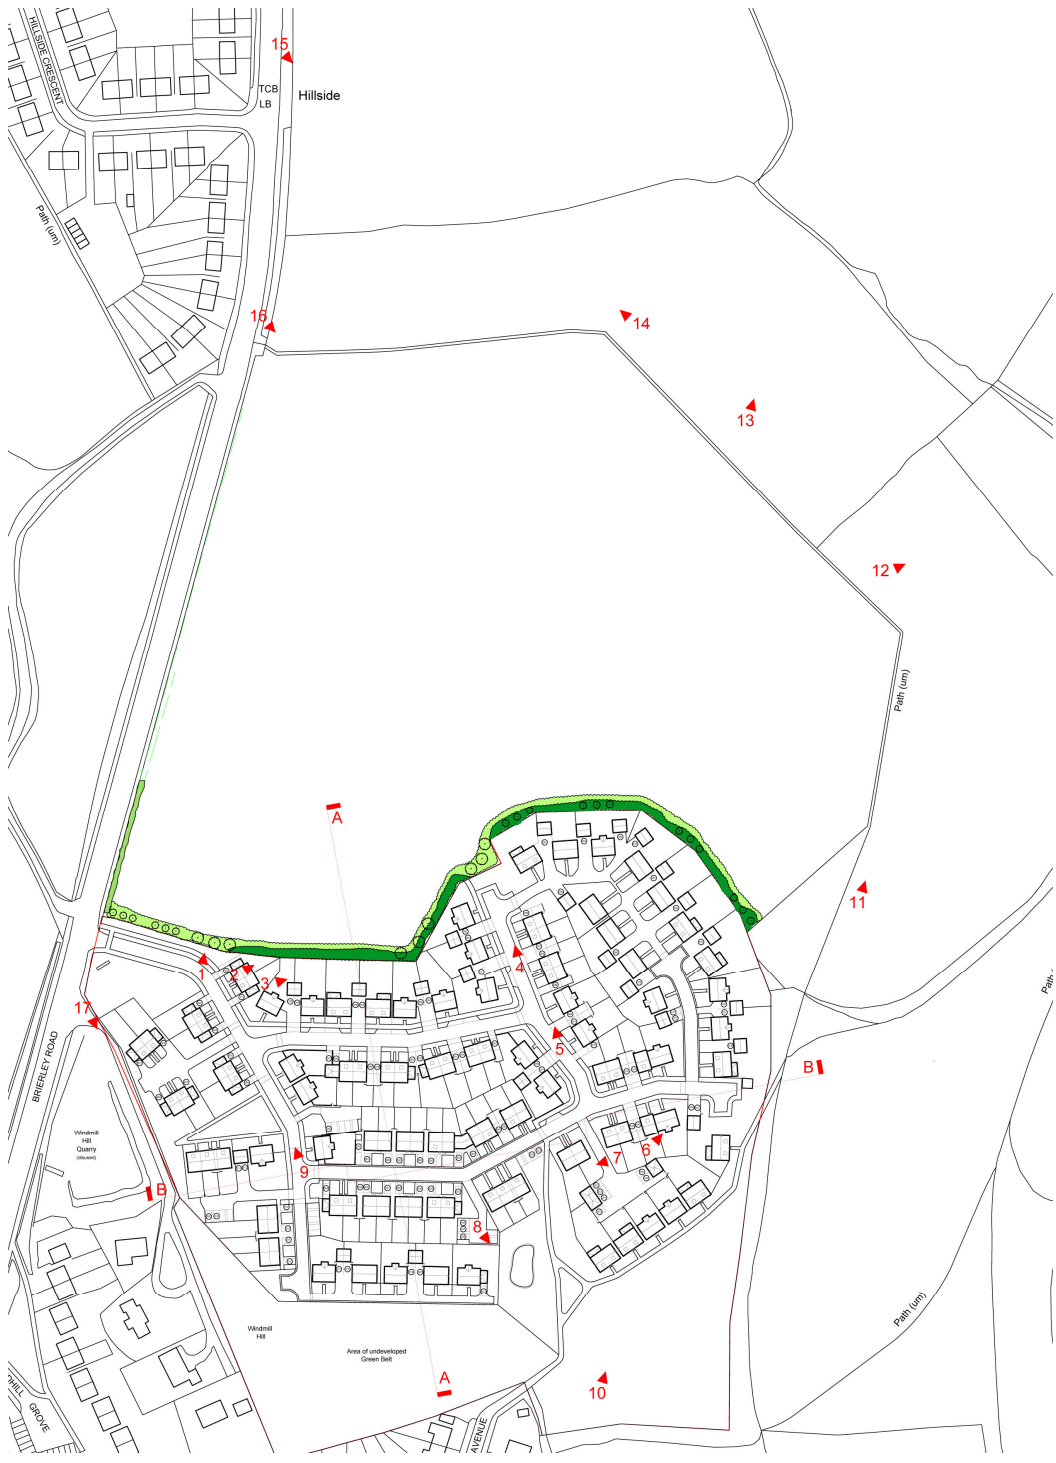 HILLSIDE CRESCENT
15
TCB
LB
Hillside
Path (um)
16
14
13
12
Path (um)
A
11
1
2
3
4
17
5
BRIERLEY ROAD
B
Windmill
Hill
Quarry
(disused)
9
7
6
B
8
Path (um)
Path (um)
Windmill
Hill
Area of undeveloped
Green Belt
A
10
GROVE
AVENUE